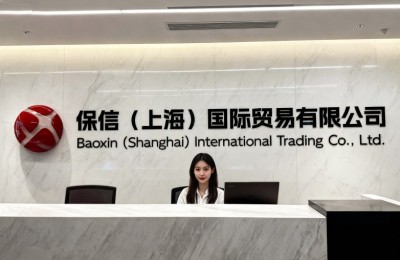 保信（上海）国际贸易有限公司
Baoxin (Shanghai) International Trading Co., Ltd.